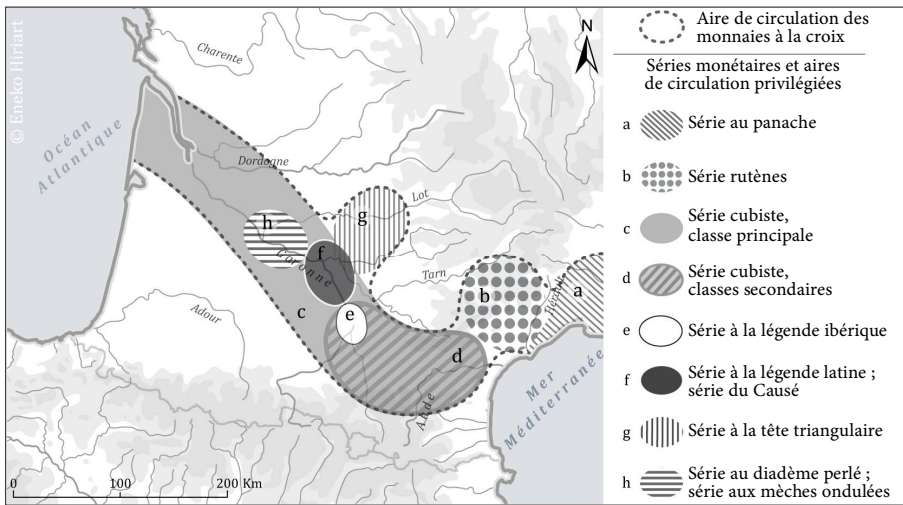 © Eneko Hiriart
Océan
Atlantique
Charente
Dordogne
Lot
Garonne
Tarn
Hérault
Adour
Aude
Mer
Méditerranée
N
a
b
c
d
e
f
g
h
0 100 200 Km
Aire de circulation des
monnaies à la croix
Séries monétaires et aires
de circulation privilégiées
a Série au panache
b Série rutènes
c Série cubiste,
classe principale
d Série cubiste,
classes secondaires
e Série à la légende ibérique
f Série à la légende latine ;
série du Causé
g Série à la tête triangulaire
h Série au diadème perlé ;
série aux mèches ondulées